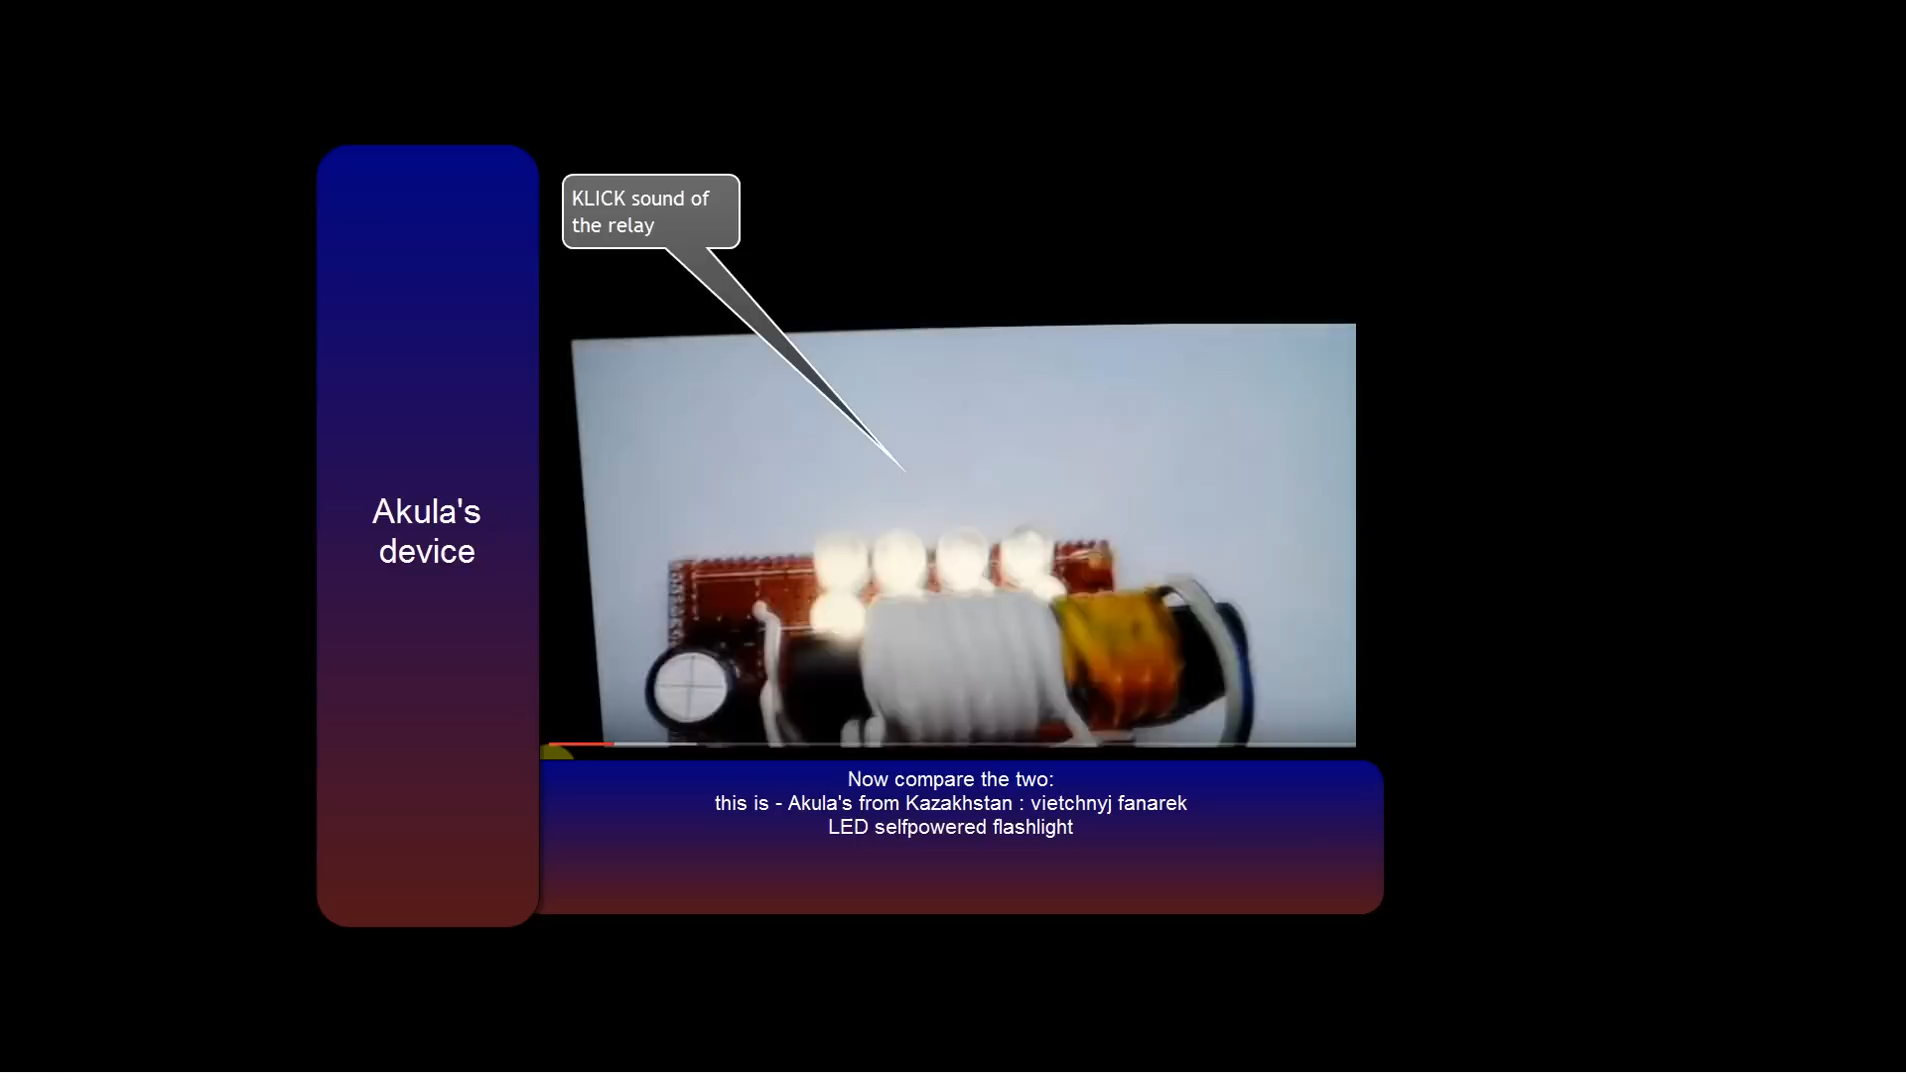 KLICK sound of
the relay
Akula's
device
Now compare the two:
this is - Akula's from Kazakhstan : vietchnyj fanarek
LED selfpowered flashlight